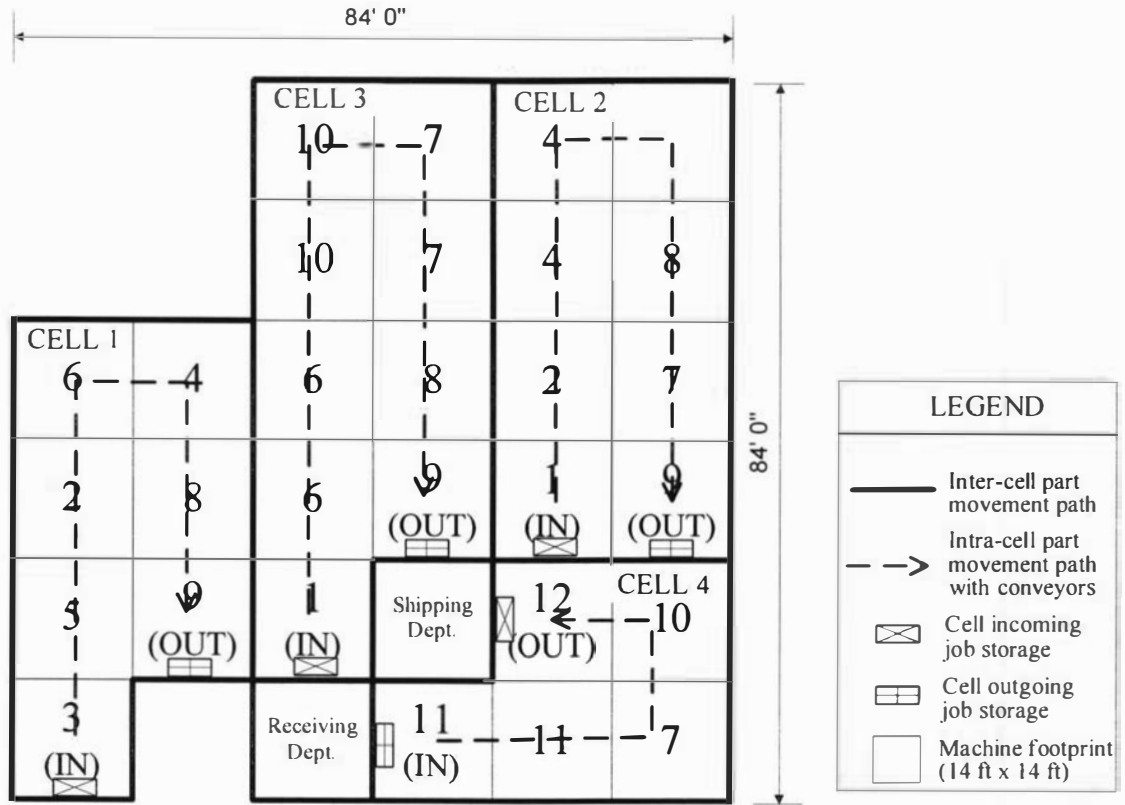 84' 0"
CELL 3
CELL 2
10
7
4
10
7
4
8
CELL 1
6
4
6
8
2
7
2
8
6
9
1
9
(OUT)
(IN)
(OUT)
5
9
1
Shipping
Dept.
12
CELL 4
10
(OUT)
(IN)
(OUT)
3
(IN)
Receiving
Dept.
11
(IN)
11
7
84' 0"
LEGEND
Inter-cell part
movement path
Intra-cell part
movement path
with conveyors
Cell incoming
job storage
Cell outgoing
job storage
Machine footprint
(14 ft x 14 ft)